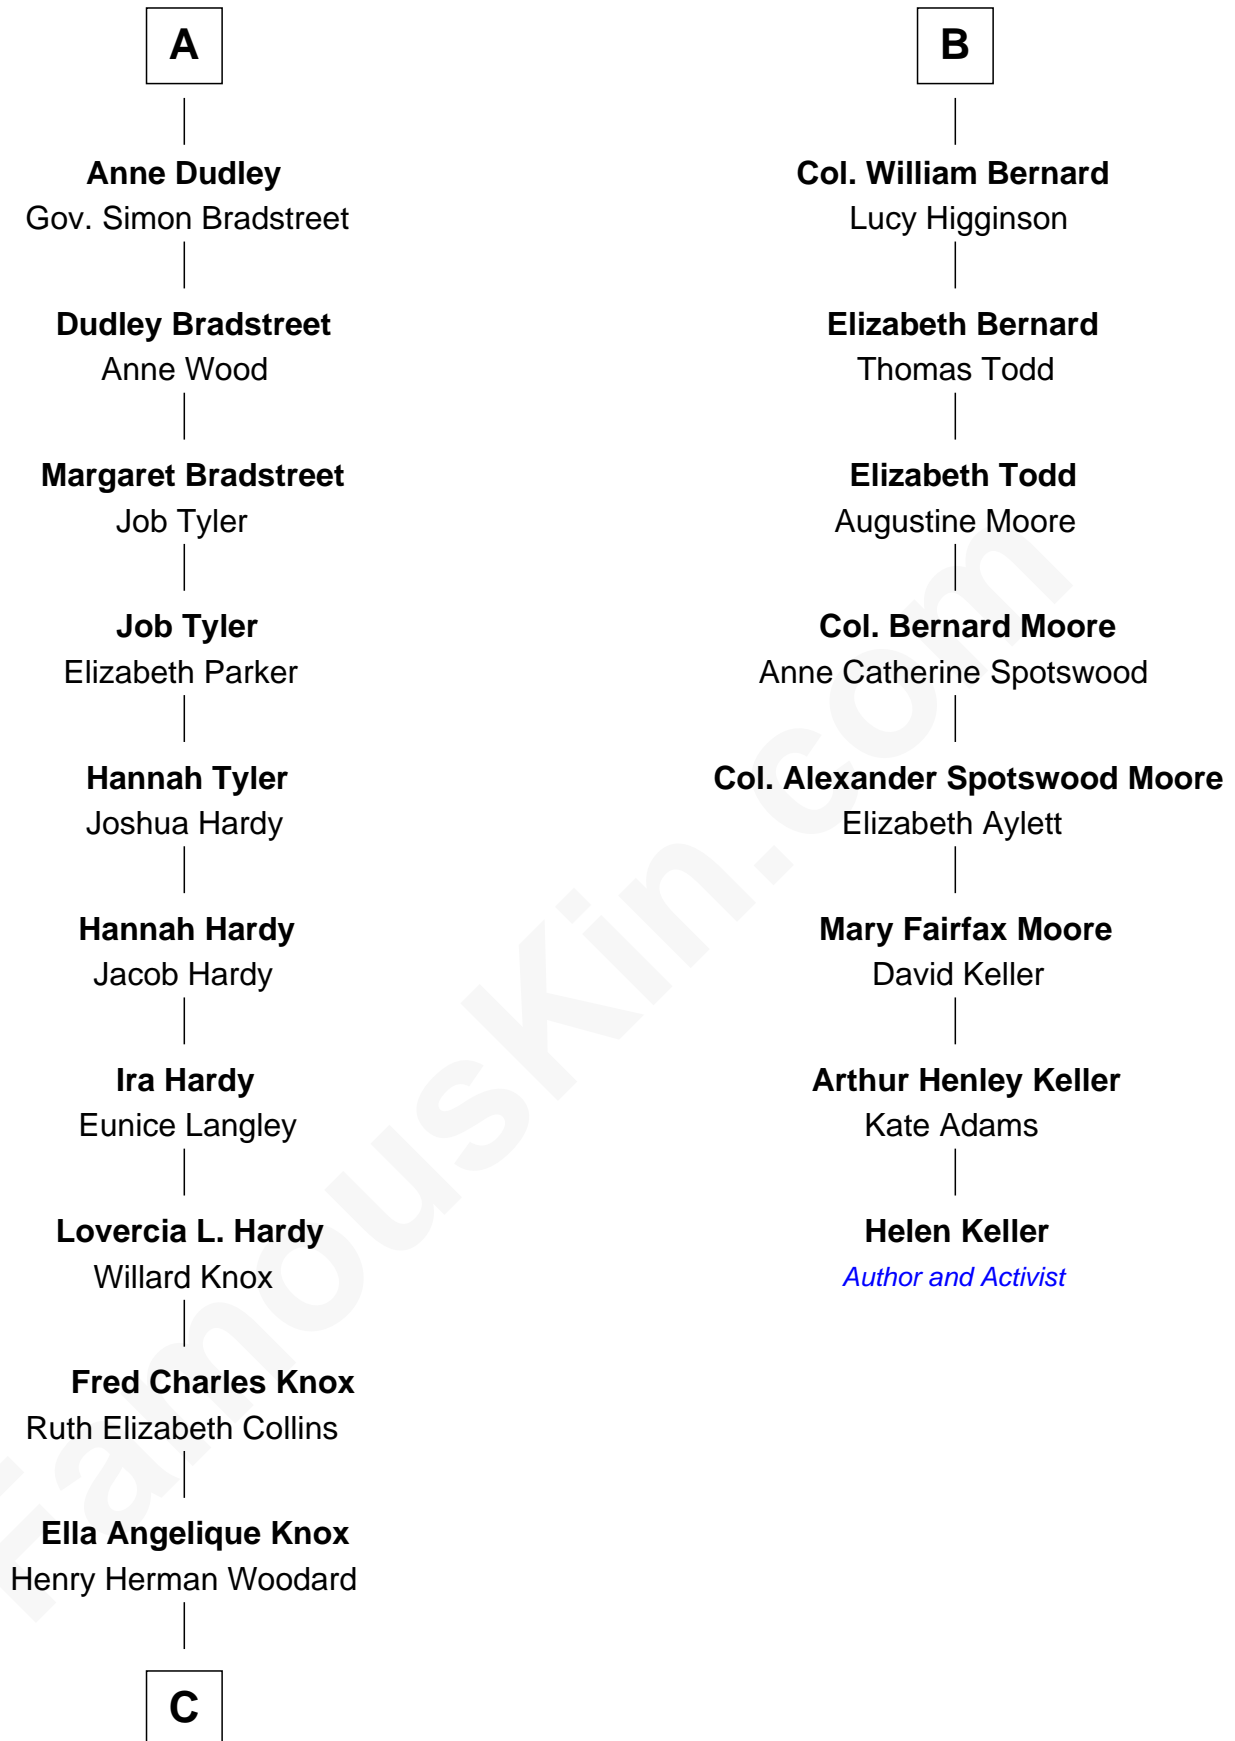 A
Anne Dudley
Gov. Simon Bradstreet
Dudley Bradstreet
Anne Wood
Margaret Bradstreet
Job Tyler
Job Tyler
Elizabeth Parker
Hannah Tyler
Joshua Hardy
Hannah Hardy
Jacob Hardy
Ira Hardy
Eunice Langley
Lovercia L. Hardy
Willard Knox
Fred Charles Knox
Ruth Elizabeth Collins
Ella Angelique Knox
Henry Herman Woodard
C
B
Col. William Bernard
Lucy Higginson
Elizabeth Bernard
Thomas Todd
Elizabeth Todd
Augustine Moore
Col. Bernard Moore
Anne Catherine Spotswood
Col. Alexander Spotswood Moore
Elizabeth Aylett
Mary Fairfax Moore
David Keller
Arthur Henley Keller
Kate Adams
Helen Keller
Author and Activist
FamousKin.com